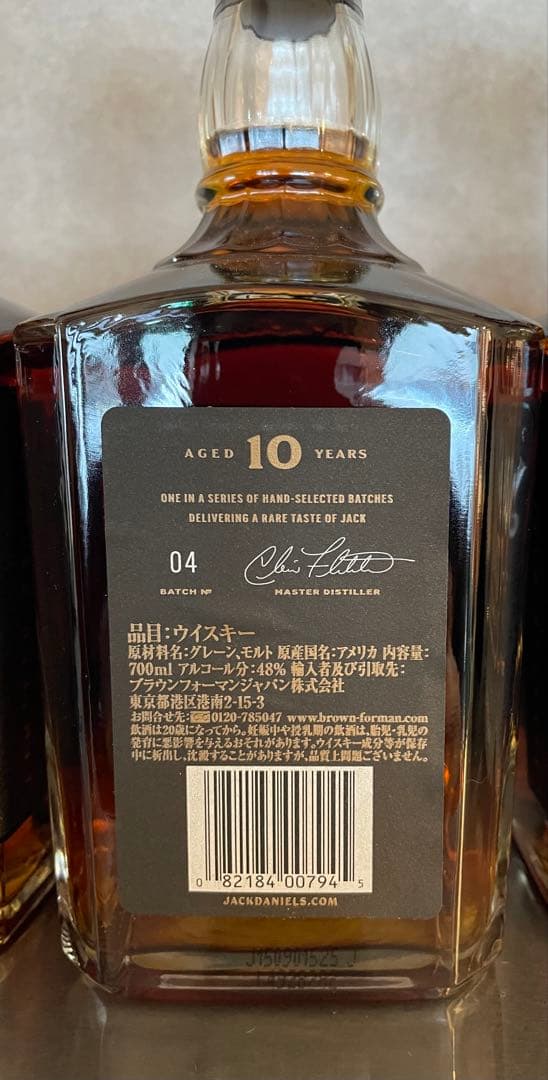 AGED 10 YEARS
ONE IN A SERIES OF HAND-SELECTED BATCHES
DELIVERING A RARE TASTE OF JACK
04
BATCH Nº
MASTER DISTILLER
品目:ウイスキー
原材料名:グレーン、モルト 原産国名:アメリカ 内容量:
700ml アルコール分:48% 輸入者及び引取先:
ブラウンフォーマンジャパン株式会社
東京都港区港南2-15-3
お問合せ先:0120-785047 www.brown-forman.com
飲酒は20歳になってから。妊娠中や授乳期の飲酒は、胎児・乳児の
発育に悪影響を与えるおそれがあります。ウイスキー成分等が保存
中に析出し、沈殿することがありますが、品質上問題ございません。
0 82184 00794 5
JACKDANIELS.COM